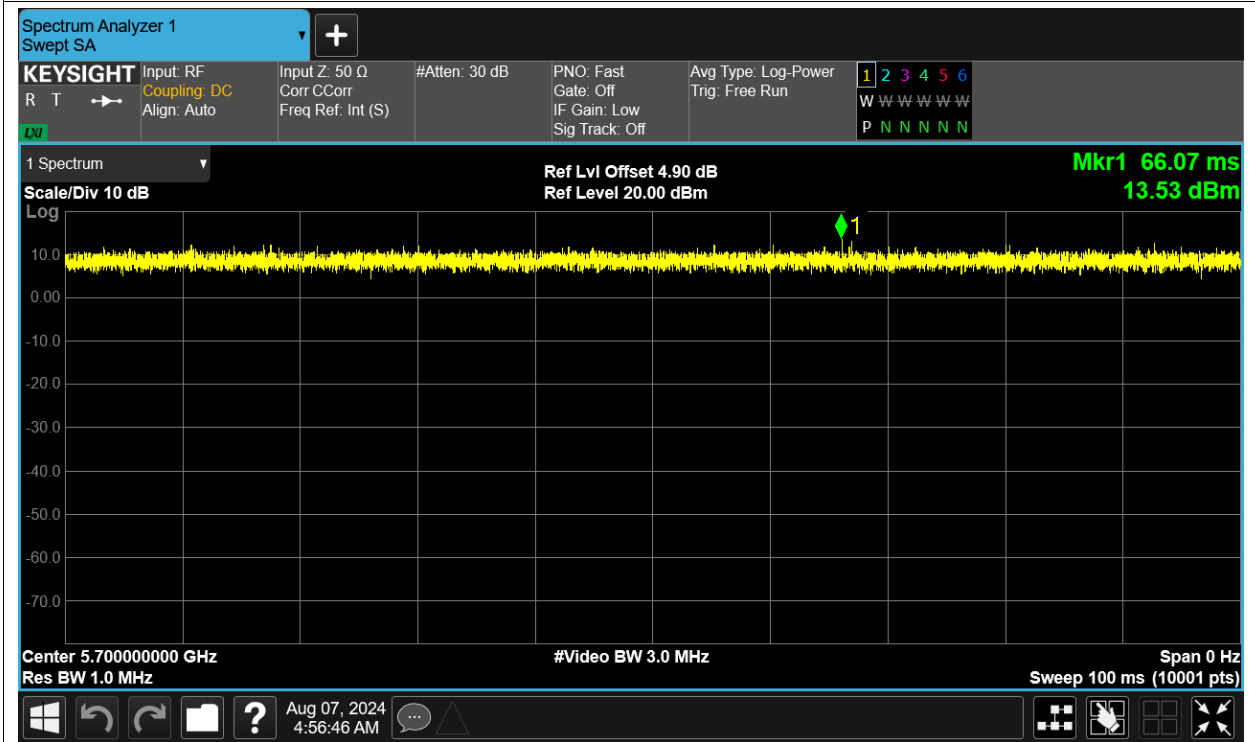 Spectrum Analyzer 1
Swept SA
KEYSIGHT
R T
LXI
Input: RF
Coupling: DC
Align: Auto
Input Z: 50 Ω
Corr CCorr
Freq Ref: Int (S)
#Atten: 30 dB
PNO: Fast
Gate: Off
IF Gain: Low
Sig Track: Off
Avg Type: Log-Power
Trig: Free Run
1 2 3 4 5 6
W W W W W W
P N N N N N
1 Spectrum
Scale/Div 10 dB
Log
Ref Lvl Offset 4.90 dB
Ref Level 20.00 dBm
Mkr1 66.07 ms
13.53 dBm
1
10.0
0.00
-10.0
-20.0
-30.0
-40.0
-50.0
-60.0
-70.0
Center 5.700000000 GHz
Res BW 1.0 MHz
#Video BW 3.0 MHz
Span 0 Hz
Sweep 100 ms (10001 pts)
?
Aug 07, 2024
4:56:46 AM